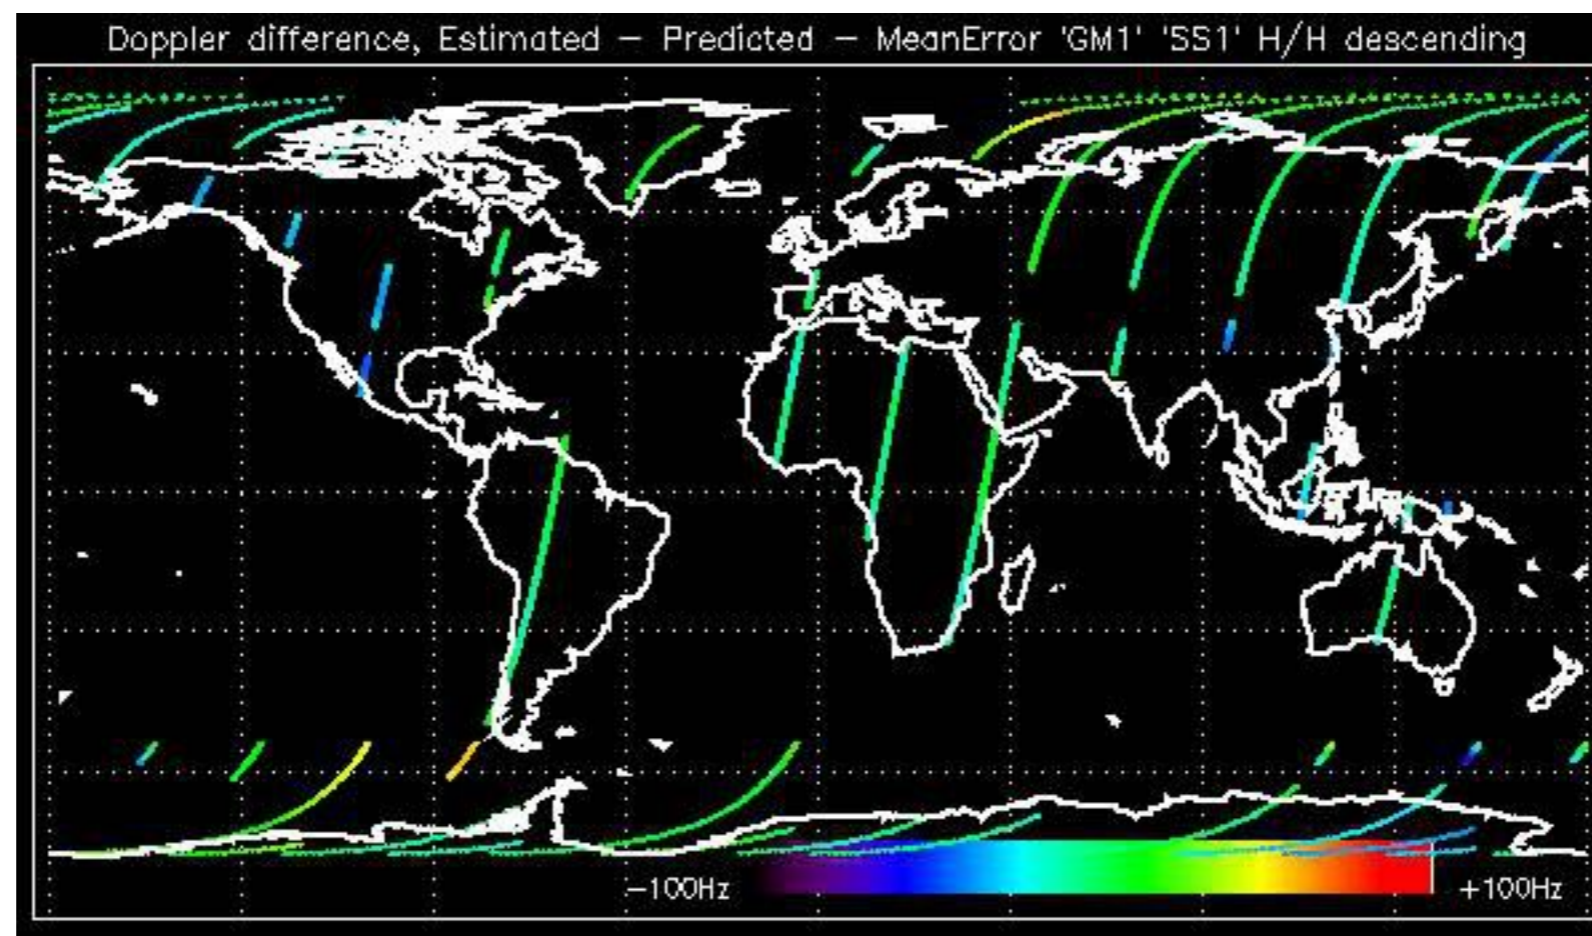 Doppler difference, Estimated – Predicted – MeanError 'GM1' 'SS1' H/H descending
−100Hz
+100Hz